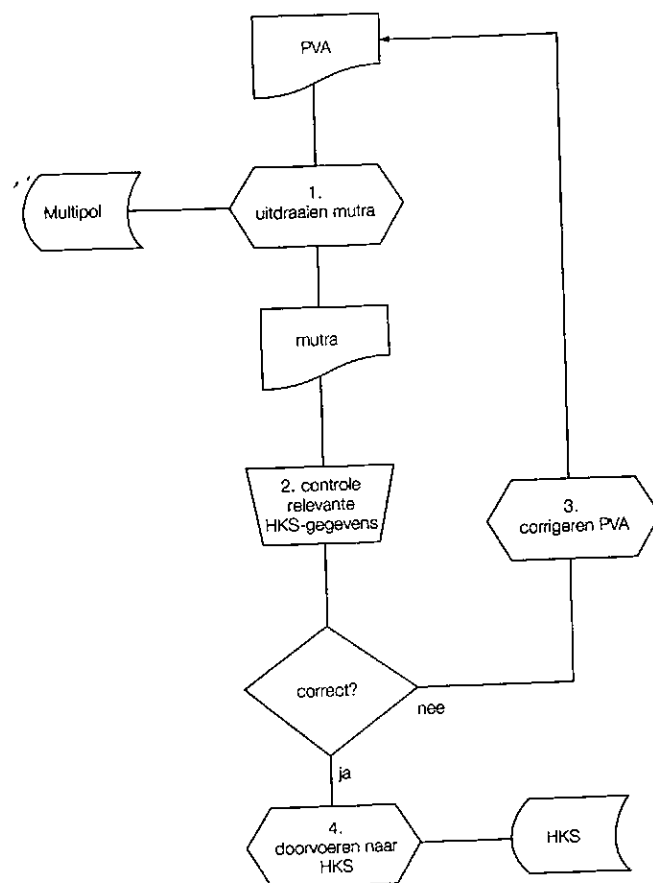 PVA
Multipol
1.
uitdraaien mutra
mutra
2. controle
relevante
HKS-gegevens
3.
corrigeren PVA
correct?
nee
ja
4.
doorvoeren naar
HKS
HKS